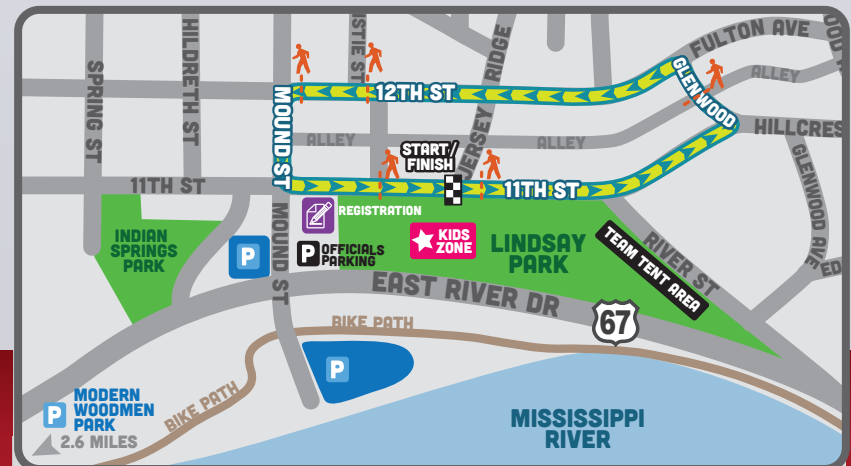 FULTON AVE
SPRING ST
HILDRETH ST
RIDGE
JERSEY
GLENWOOD
ALLEY
12TH ST
MOUND ST
ALLEY
ALLEY
HILLCRES
START/
FINISH
GLENWOOD AVE
11TH ST
11TH ST
REGISTRATION
MOUND ST
INDIAN
SPRINGS
PARK
P
P OFFICIALS
PARKING
KIDS
ZONE
LINDSAY
PARK
RIVER ST
TEAM TENT AREA
ED
EAST RIVER DR
67
BIKE PATH
P
BIKE PATH
P MODERN
WOODMEN
PARK
2.6 MILES
MISSISSIPPI
RIVER